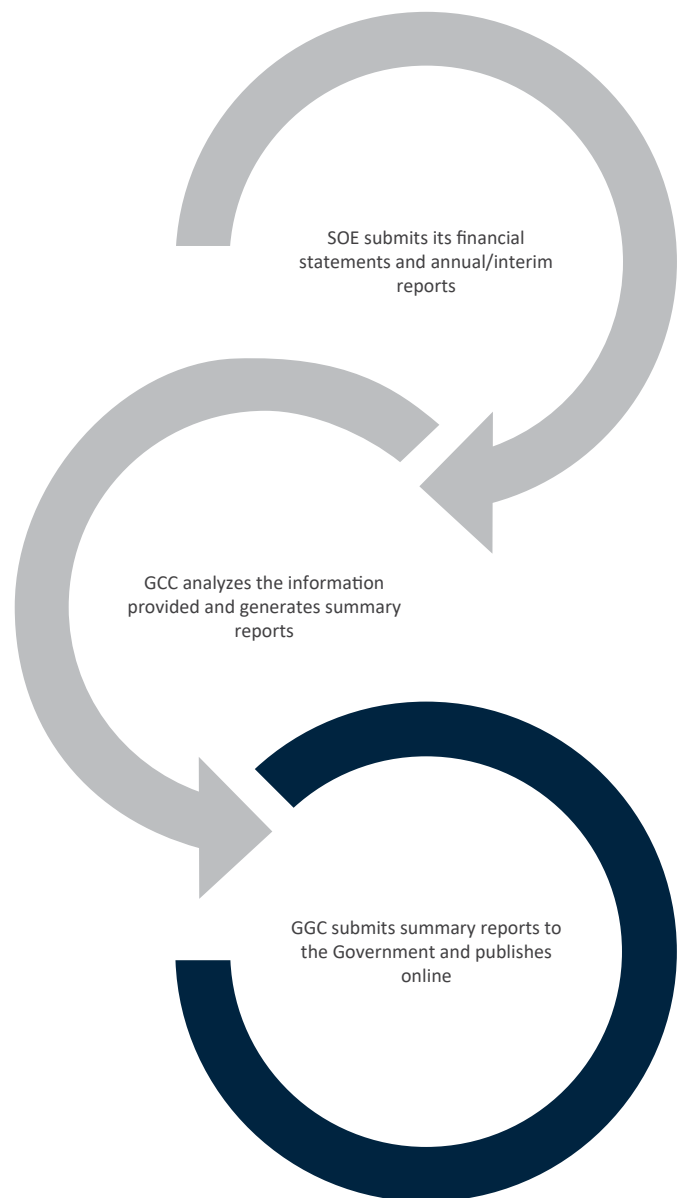 SOE submits its financial
statements and annual/interim
reports
GCC analyzes the information
provided and generates summary
reports
GGC submits summary reports to
the Government and publishes
online